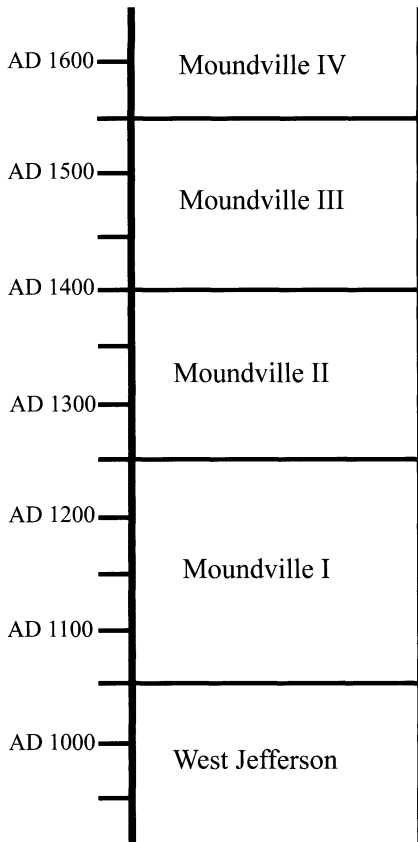 AD 1600
Moundville IV
AD 1500
Moundville III
AD 1400
Moundville II
AD 1300
AD 1200
Moundville I
AD 1100
AD 1000
West Jefferson